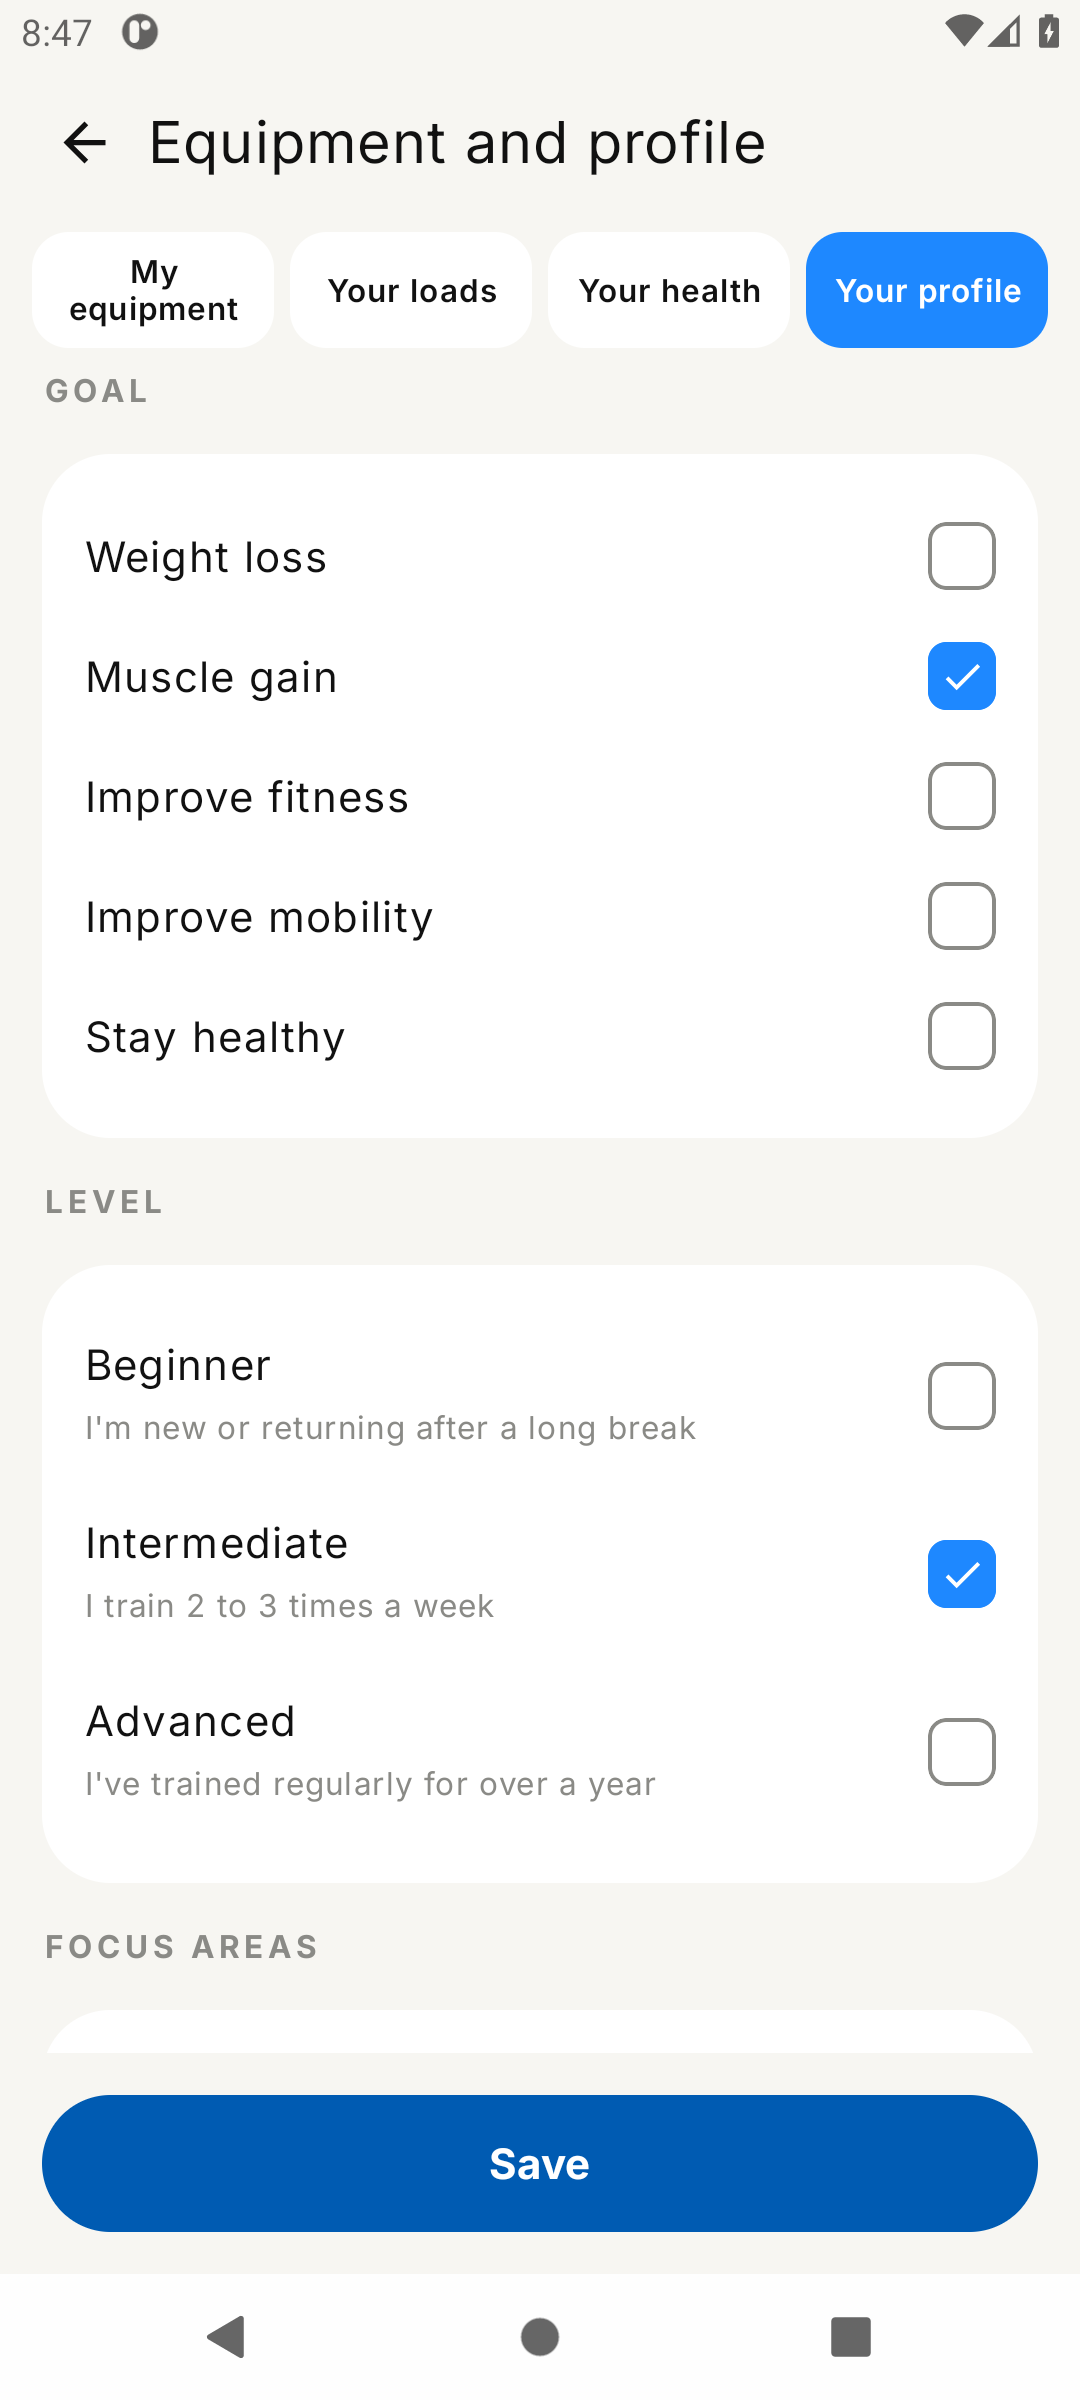 8:47
Equipment and profile
My
equipment
Your loads
Your health
Your profile
GOAL
Weight loss
Muscle gain
Improve fitness
Improve mobility
Stay healthy
LEVEL
Beginner
I'm new or returning after a long break
Intermediate
I train 2 to 3 times a week
Advanced
I've trained regularly for over a year
FOCUS AREAS
Save